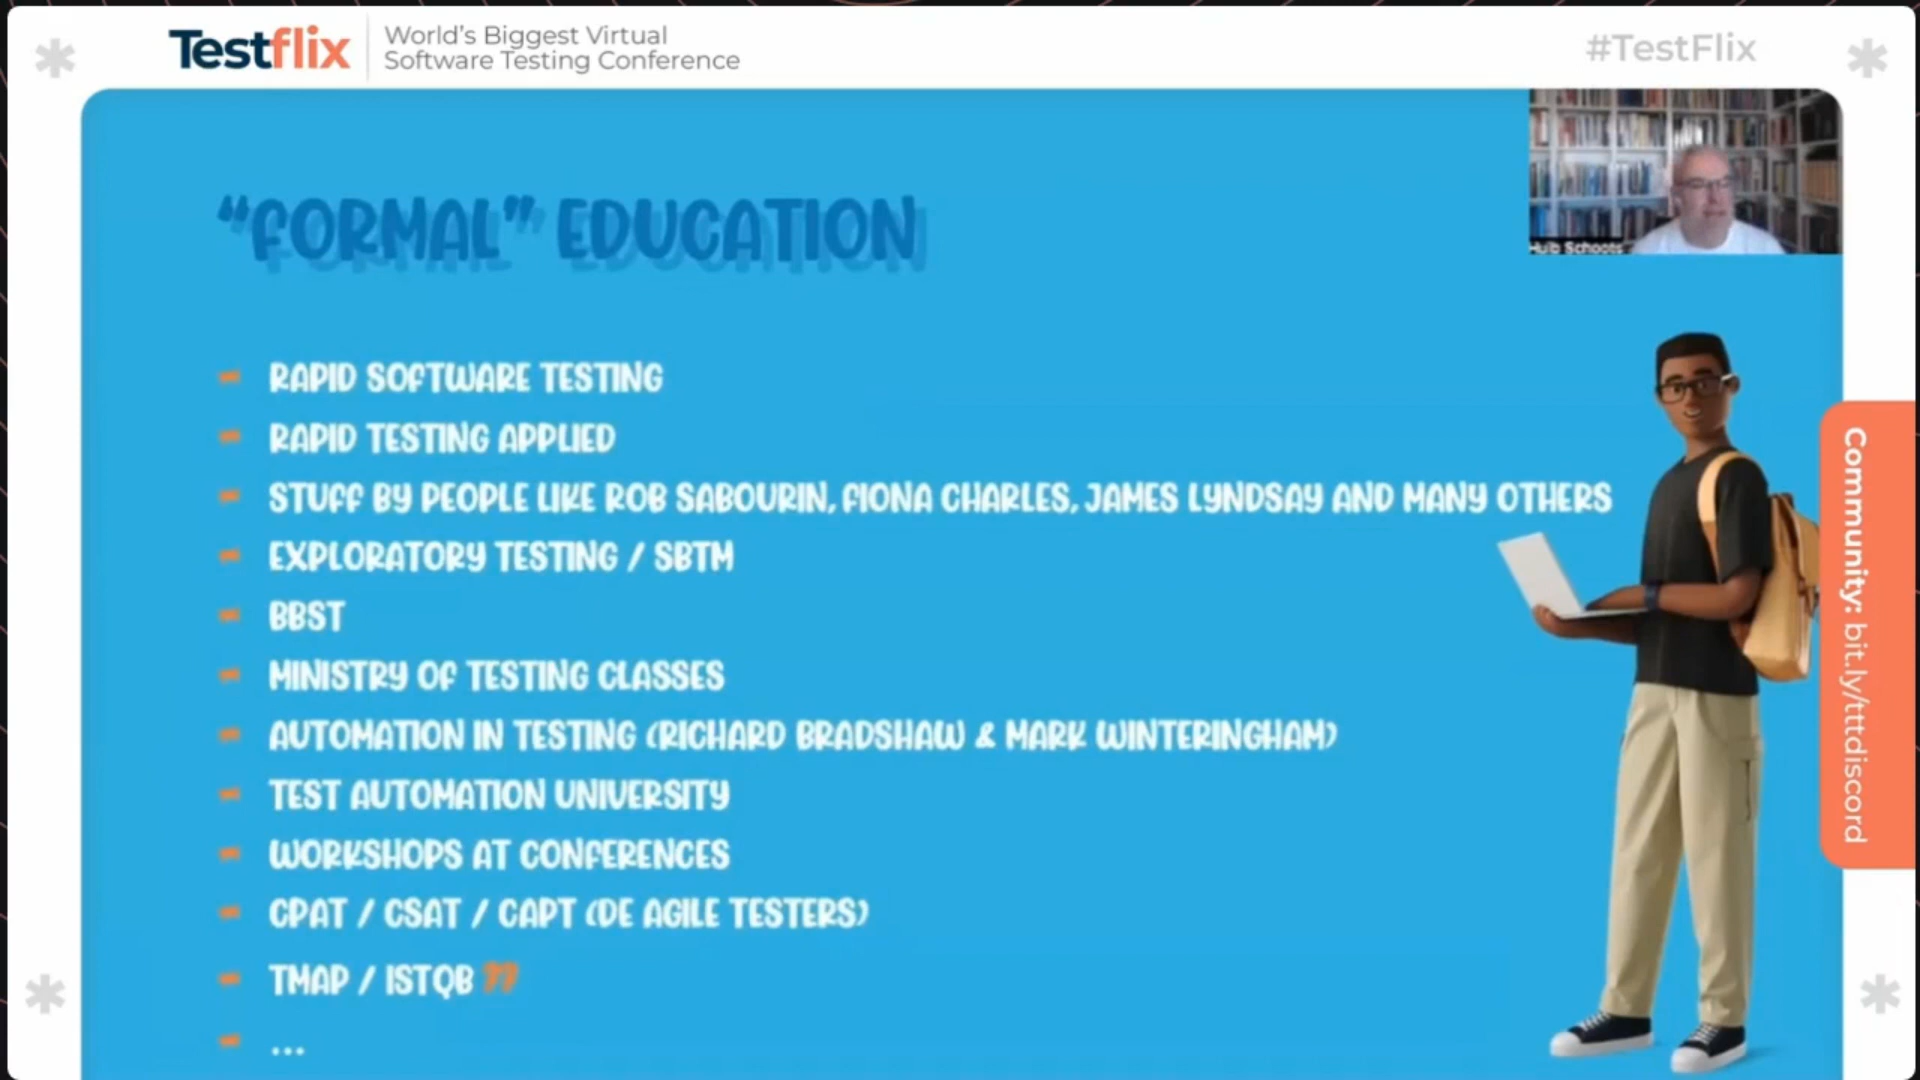 Testflix
World's Biggest Virtual
Software Testing Conference
#TestFlix
Huib Schoots
"FORMAL" EDUCATION
- RAPID SOFTWARE TESTING
- RAPID TESTING APPLIED
- STUFF BY PEOPLE LIKE ROB SABOURIN, FIONA CHARLES, JAMES LYNDSAY AND MANY OTHERS
- EXPLORATORY TESTING / SBTM
- BBST
- MINISTRY OF TESTING CLASSES
- AUTOMATION IN TESTING (RICHARD BRADSHAW & MARK WINTERINGHAM)
- TEST AUTOMATION UNIVERSITY
- WORKSHOPS AT CONFERENCES
- CPAT / CSAT / CAPT (DE AGILE TESTERS)
- TMAP / ISTQB ??
- ...
Community: bit.ly/tttdiscord